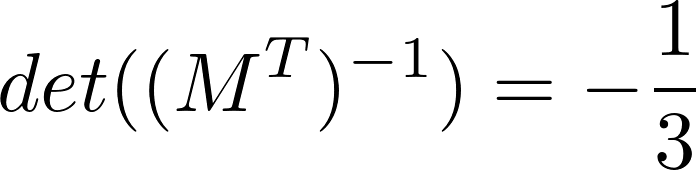 det((M^T)^{-1}) = -\frac{1}{3}